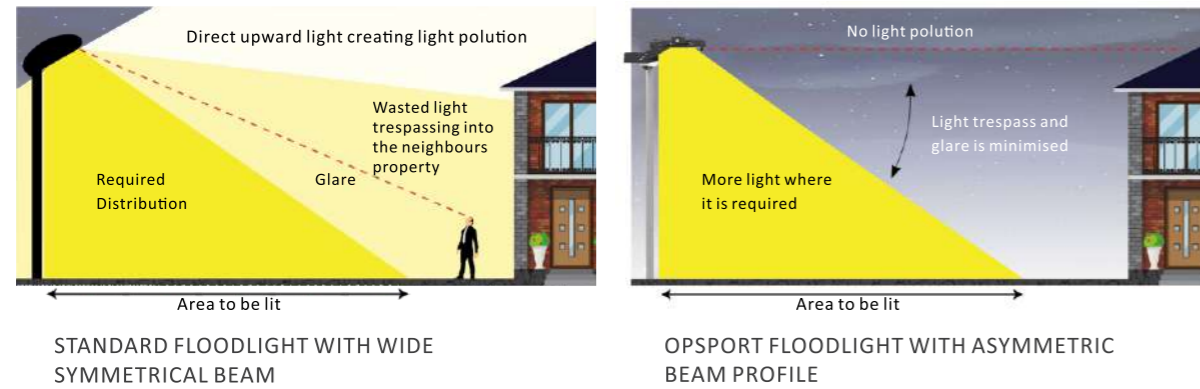 Direct upward light creating light polution
Wasted light
trespassing into
the neighbours
property
Glare
Required
Distribution
Area to be lit
STANDARD FLOODLIGHT WITH WIDE
SYMMETRICAL BEAM
No light polution
Light trespass and
glare is minimised
More light where
it is required
Area to be lit
OPSPORT FLOODLIGHT WITH ASYMMETRIC
BEAM PROFILE